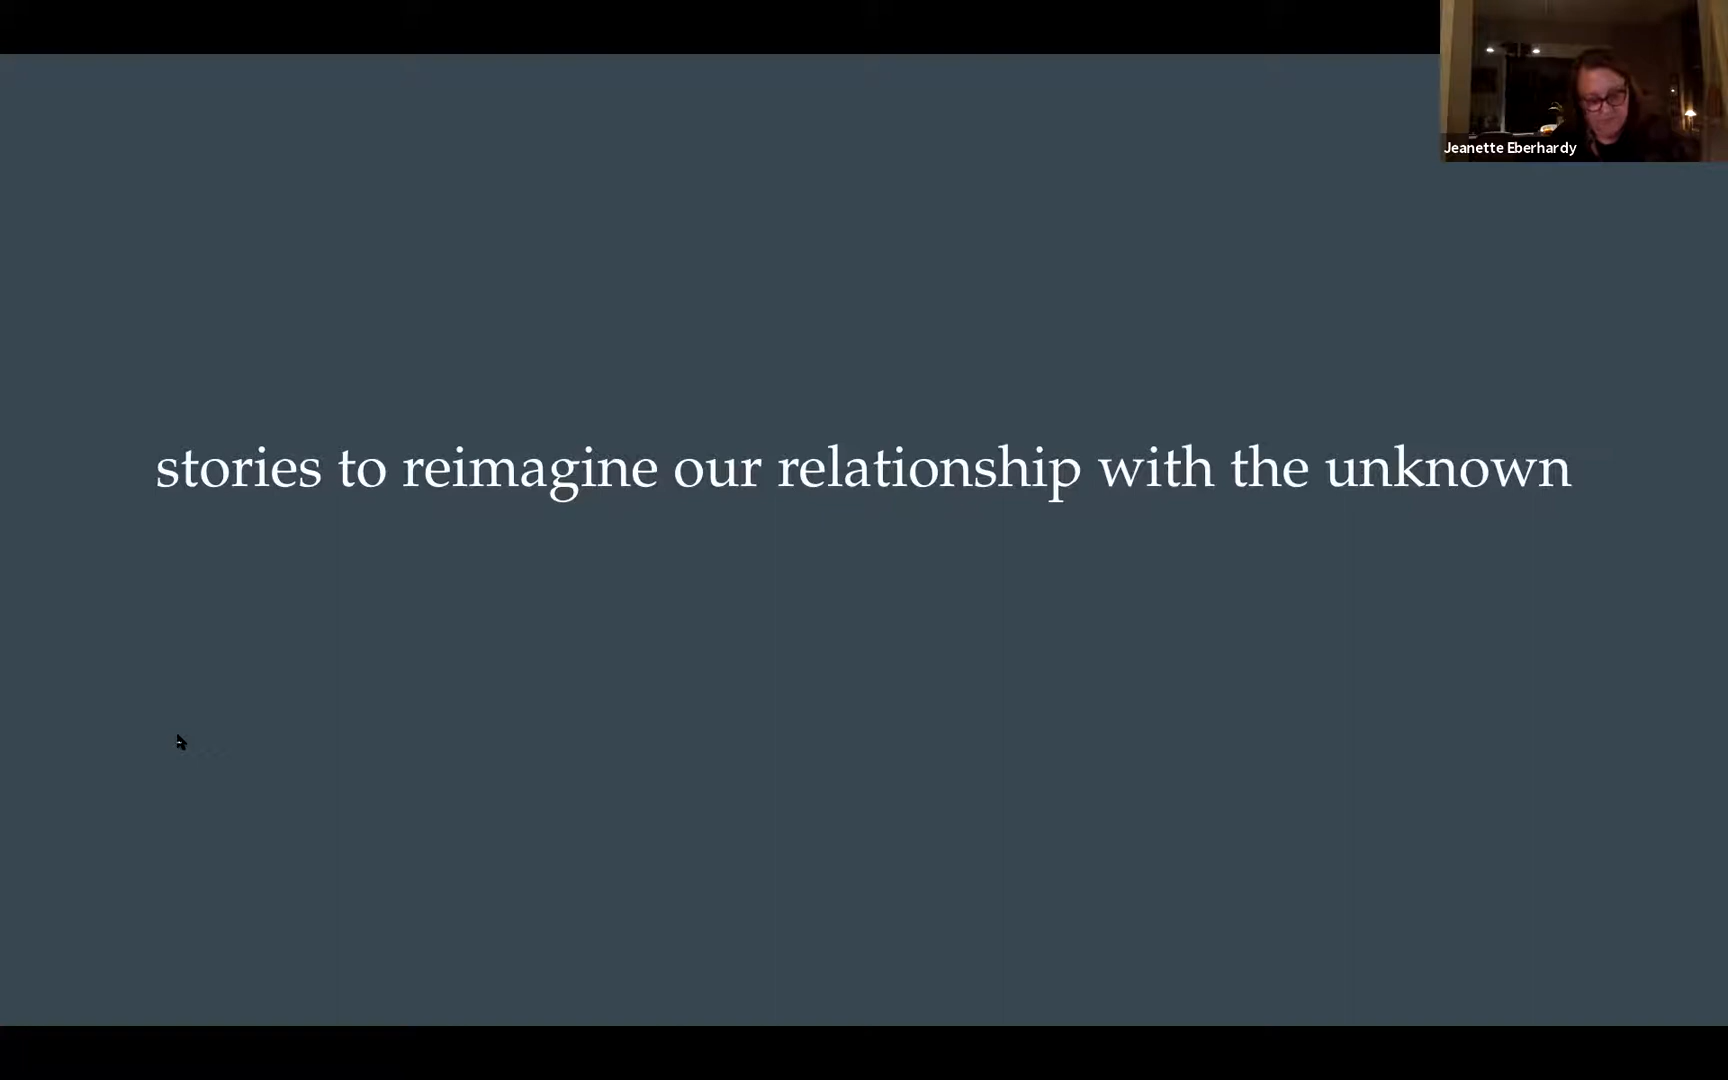 Jeanette Eberhardy
stories to reimagine our relationship with the unknown